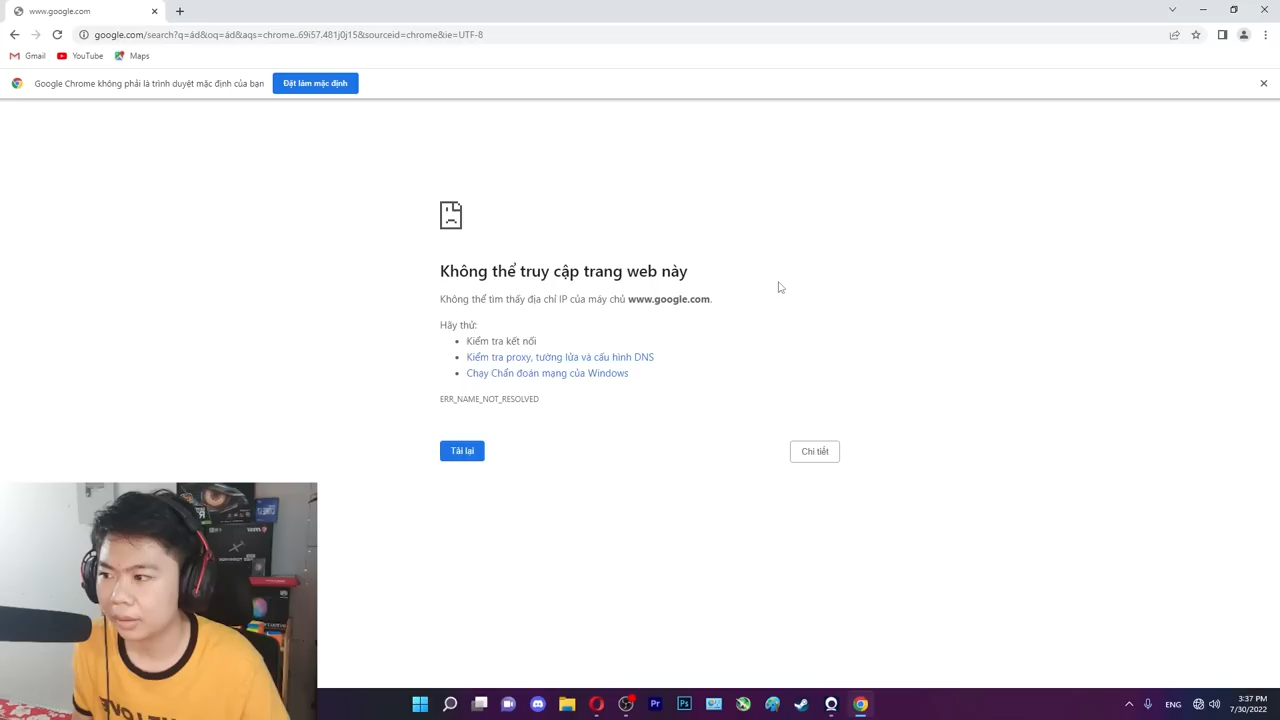 www.google.com
google.com/search?q=ád&oq=ád&aqs=chrome..69i57.481j0j15&sourceid=chrome&ie=UTF-8
Gmail YouTube Maps
Google Chrome không phải là trình duyệt mặc định của bạn Đặt làm mặc định
Không thể truy cập trang web này
Không thể tìm thấy địa chỉ IP của máy chủ www.google.com.
Hãy thử:
Kiểm tra kết nối
Kiểm tra proxy, tường lửa và cấu hình DNS
Chạy Chẩn đoán mạng của Windows
ERR_NAME_NOT_RESOLVED
Tải lại Chi tiết
ENG 3:37 PM
7/30/2022